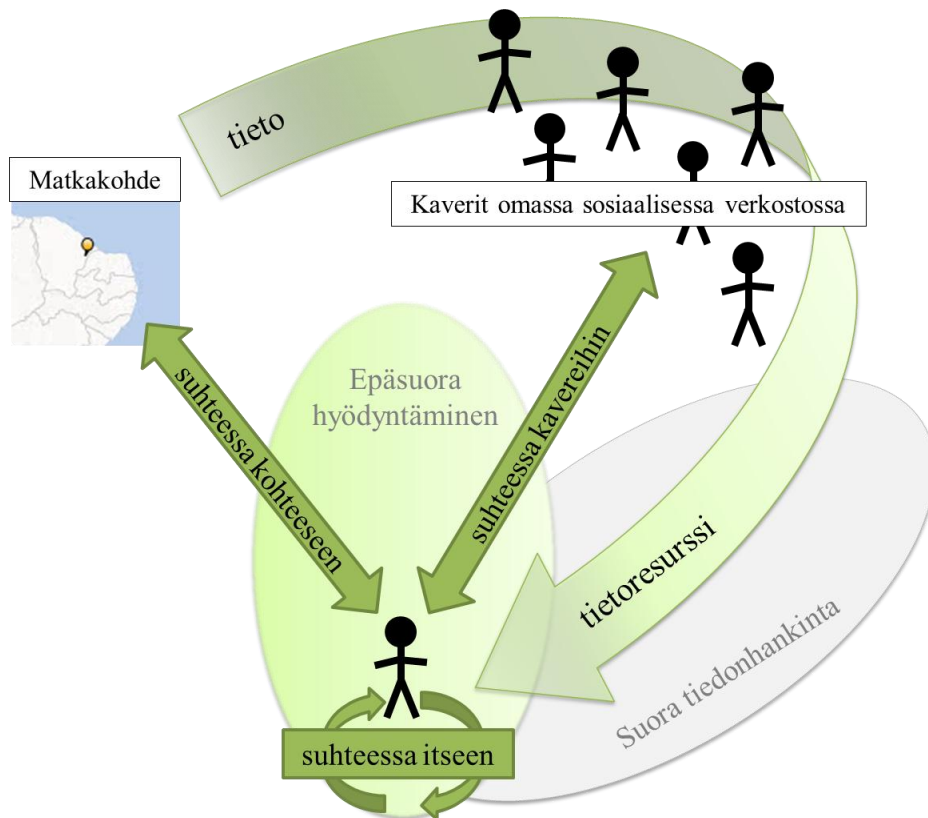 tieto
Matkakohde
Kaverit omassa sosiaalisessa verkostossa
Epäsuora
hyödyntäminen
suhteessa kohteeseen
suhteessa kavereihin
tietoresurssi
Suora tiedonhankinta
suhteessa itseen